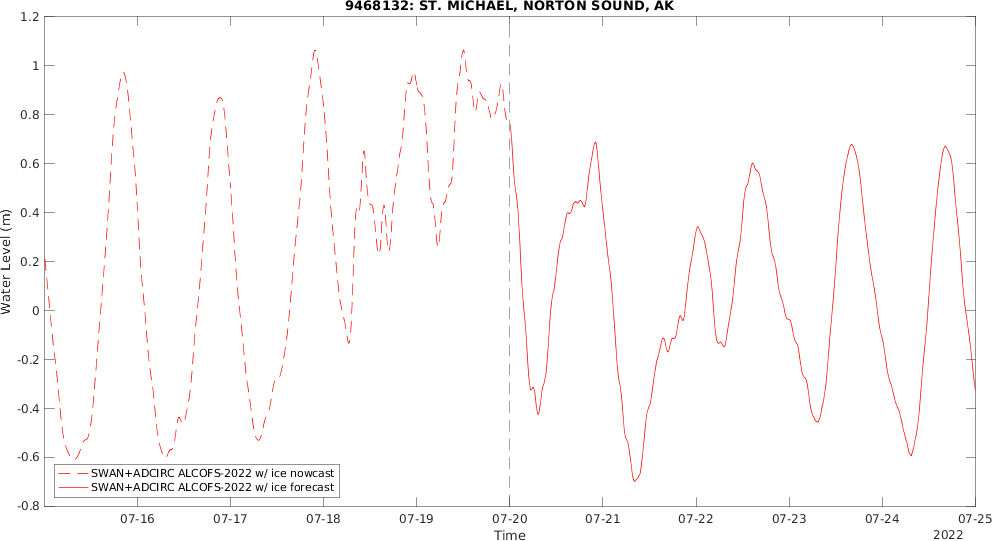 9468132: ST. MICHAEL, NORTON SOUND, AK
1.2
1
0.8
0.6
0.4
0.2
0
-0.2
-0.4
-0.6
-0.8
Water Level (m)
SWAN+ADCIRC ALCOFS-2022 w/ ice nowcast
SWAN+ADCIRC ALCOFS-2022 w/ ice forecast
07-16 07-17 07-18 07-19 07-20 07-21 07-22 07-23 07-24 07-25
Time
2022